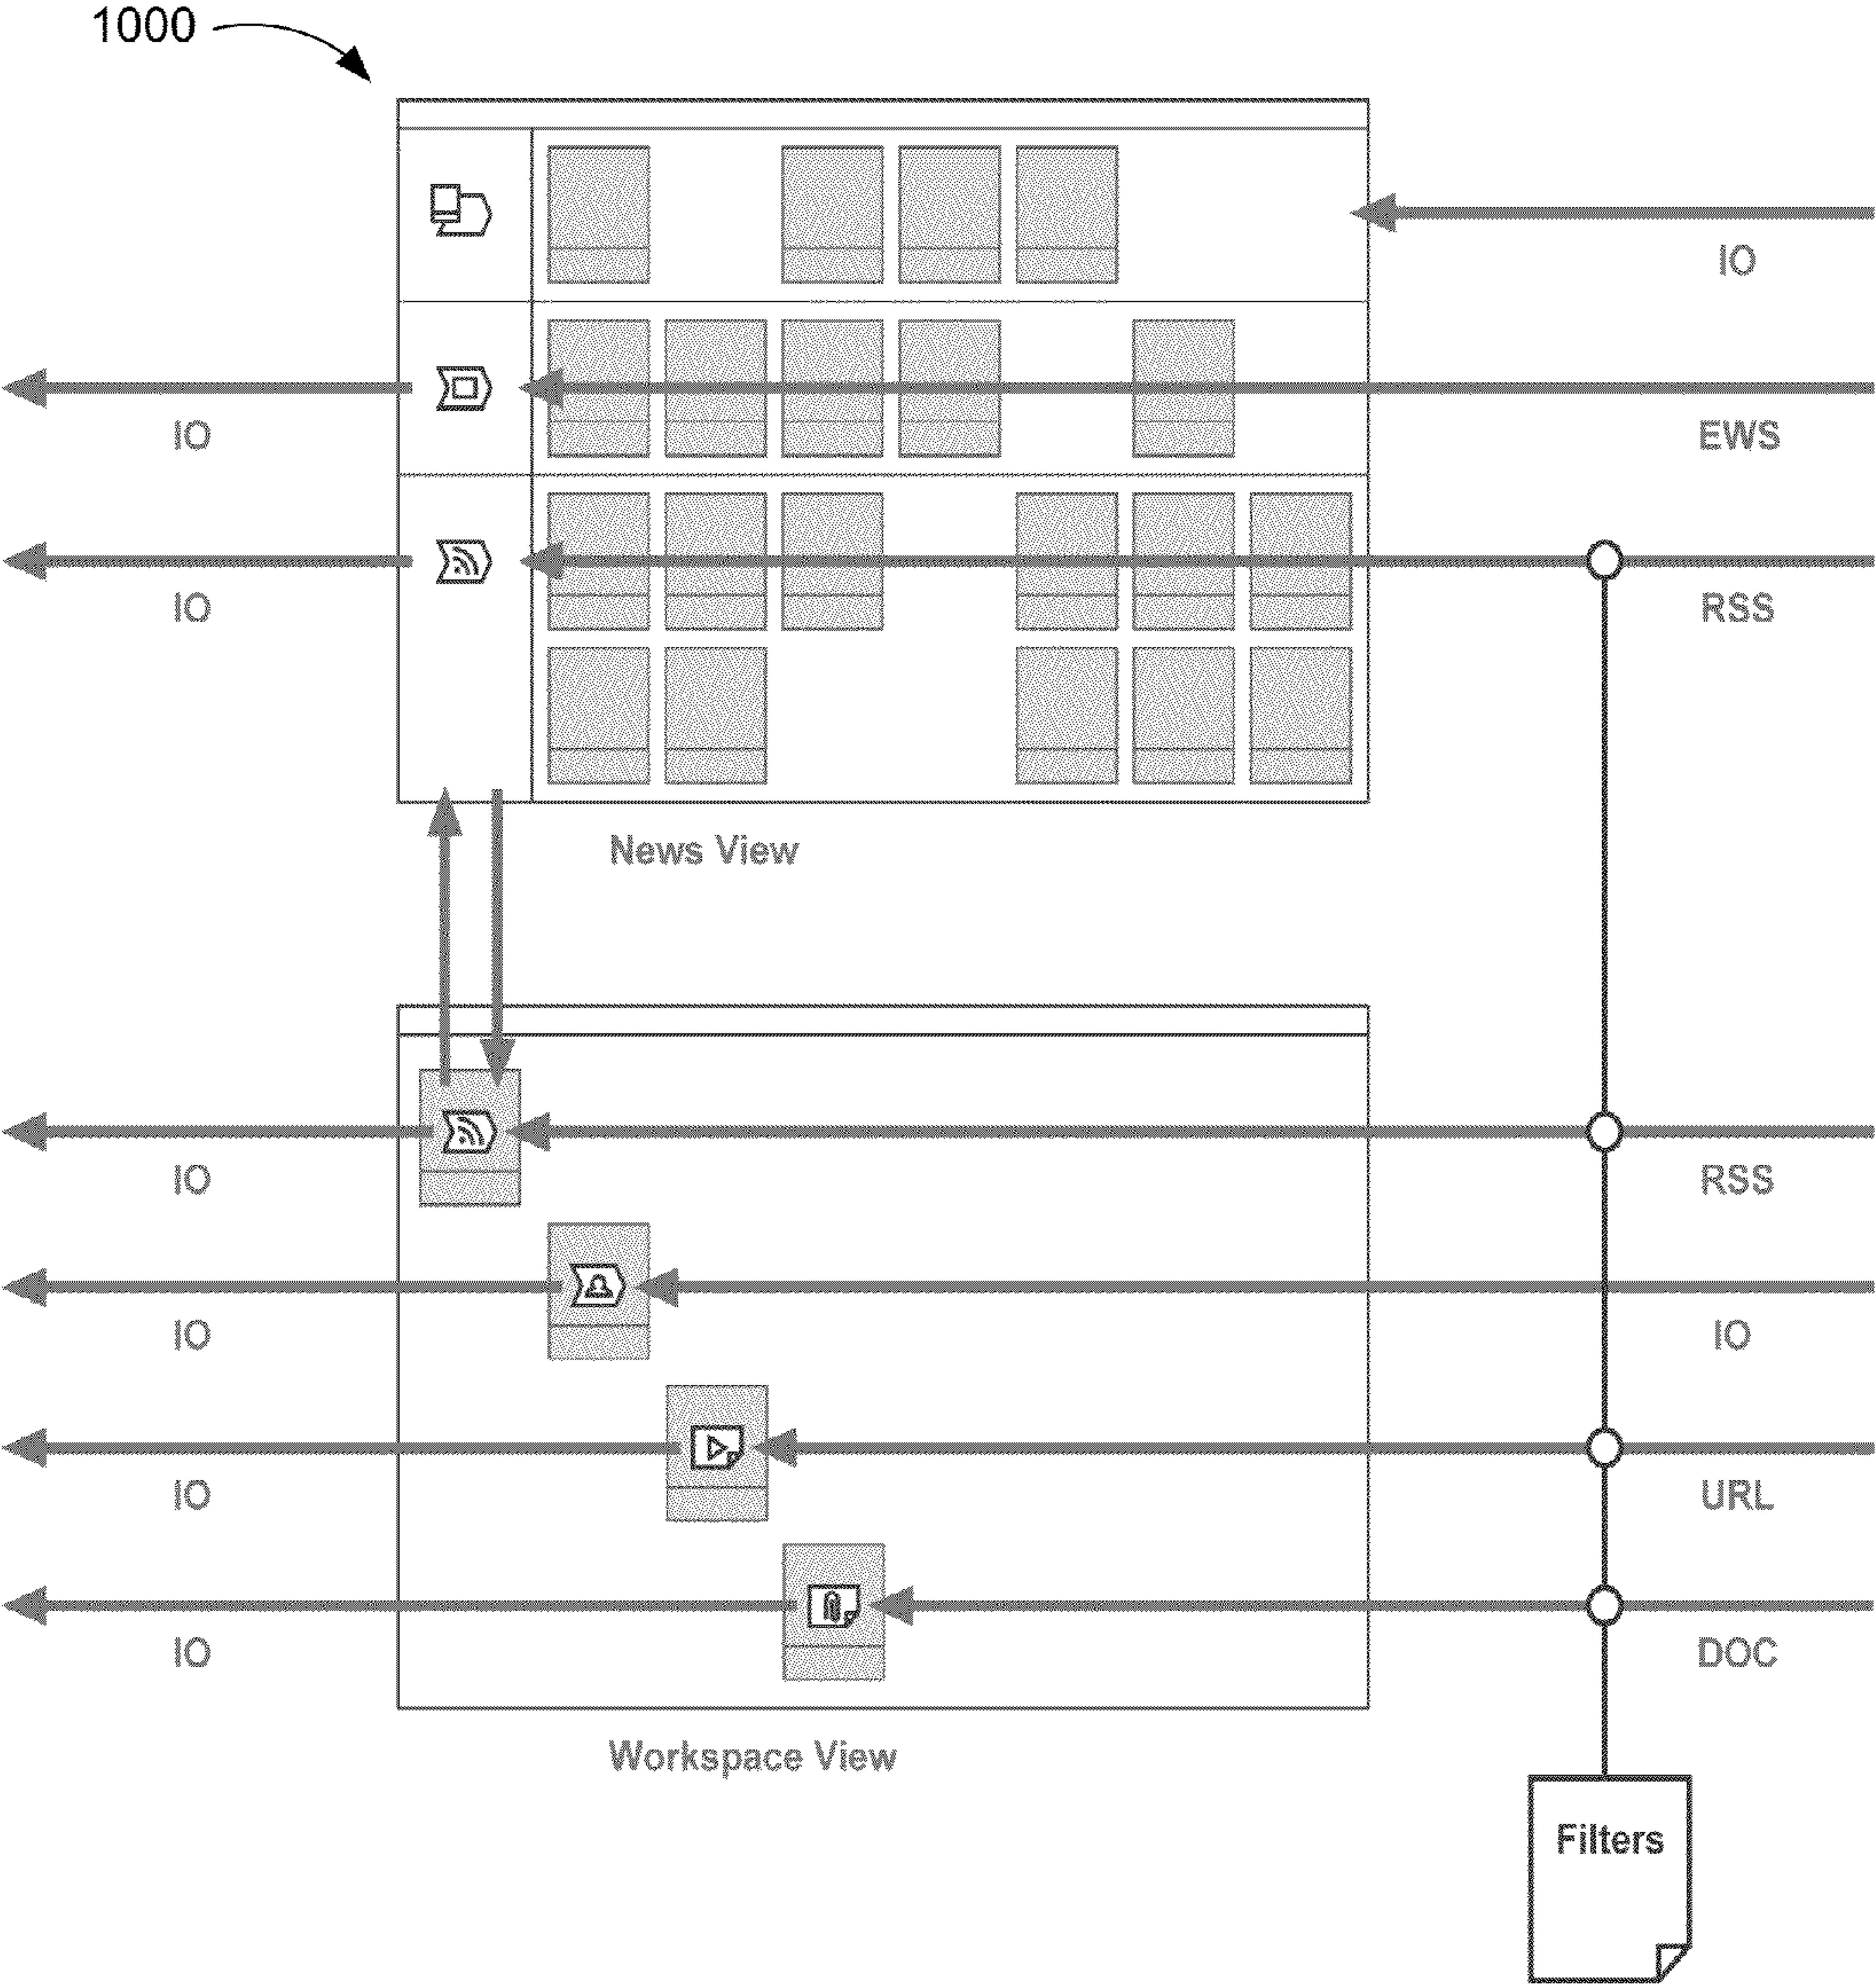 1000
IO
IO
EWS
IO
RSS
News View
IO
RSS
IO
IO
IO
URL
IO
DOC
Workspace View
Filters